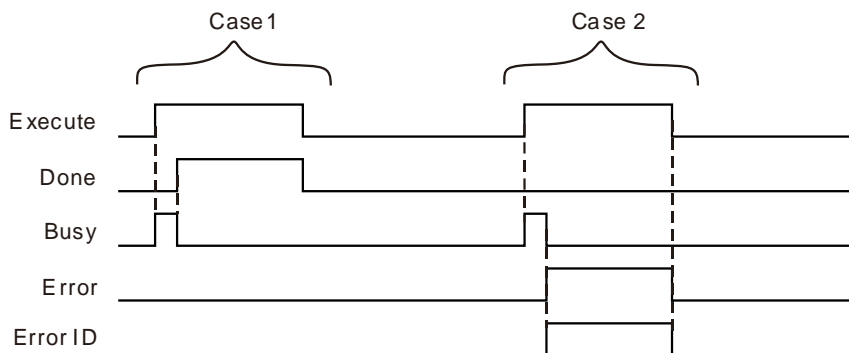 Case 1
Case 2
Execute
Done
Busy
Error
Error ID